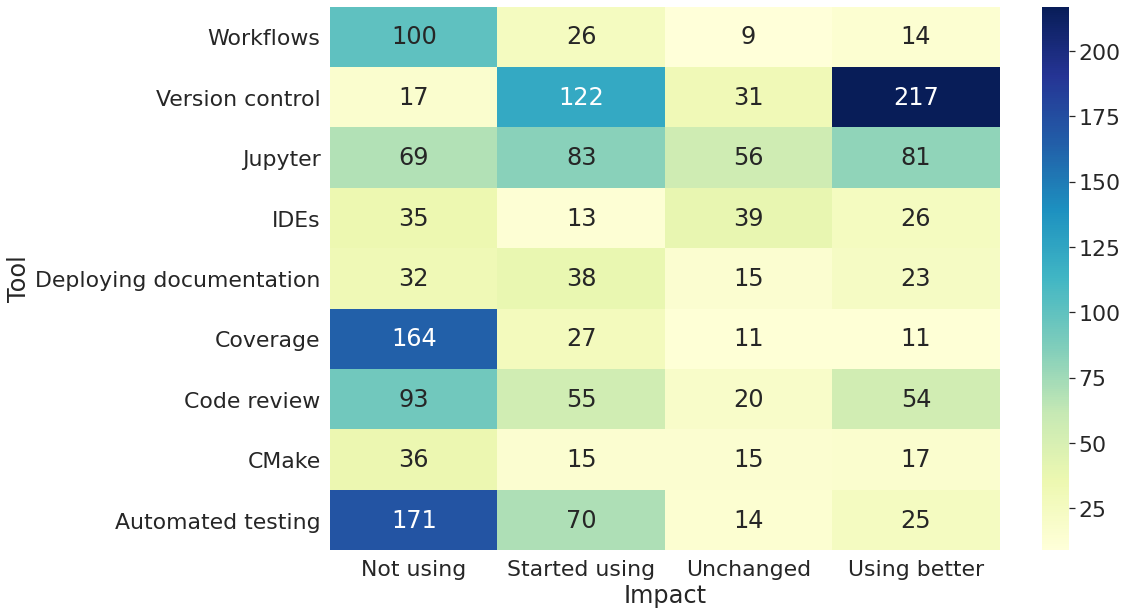 Workflows 100 26 9 14
Version control 17 122 31 217
Jupyter 69 83 56 81
IDEs 35 13 39 26
Deploying documentation 32 38 15 23
Coverage 164 27 11 11
Code review 93 55 20 54
CMake 36 15 15 17
Automated testing 171 70 14 25
Not using Started using Unchanged Using better
Impact
Tool
200
175
150
125
100
75
50
25